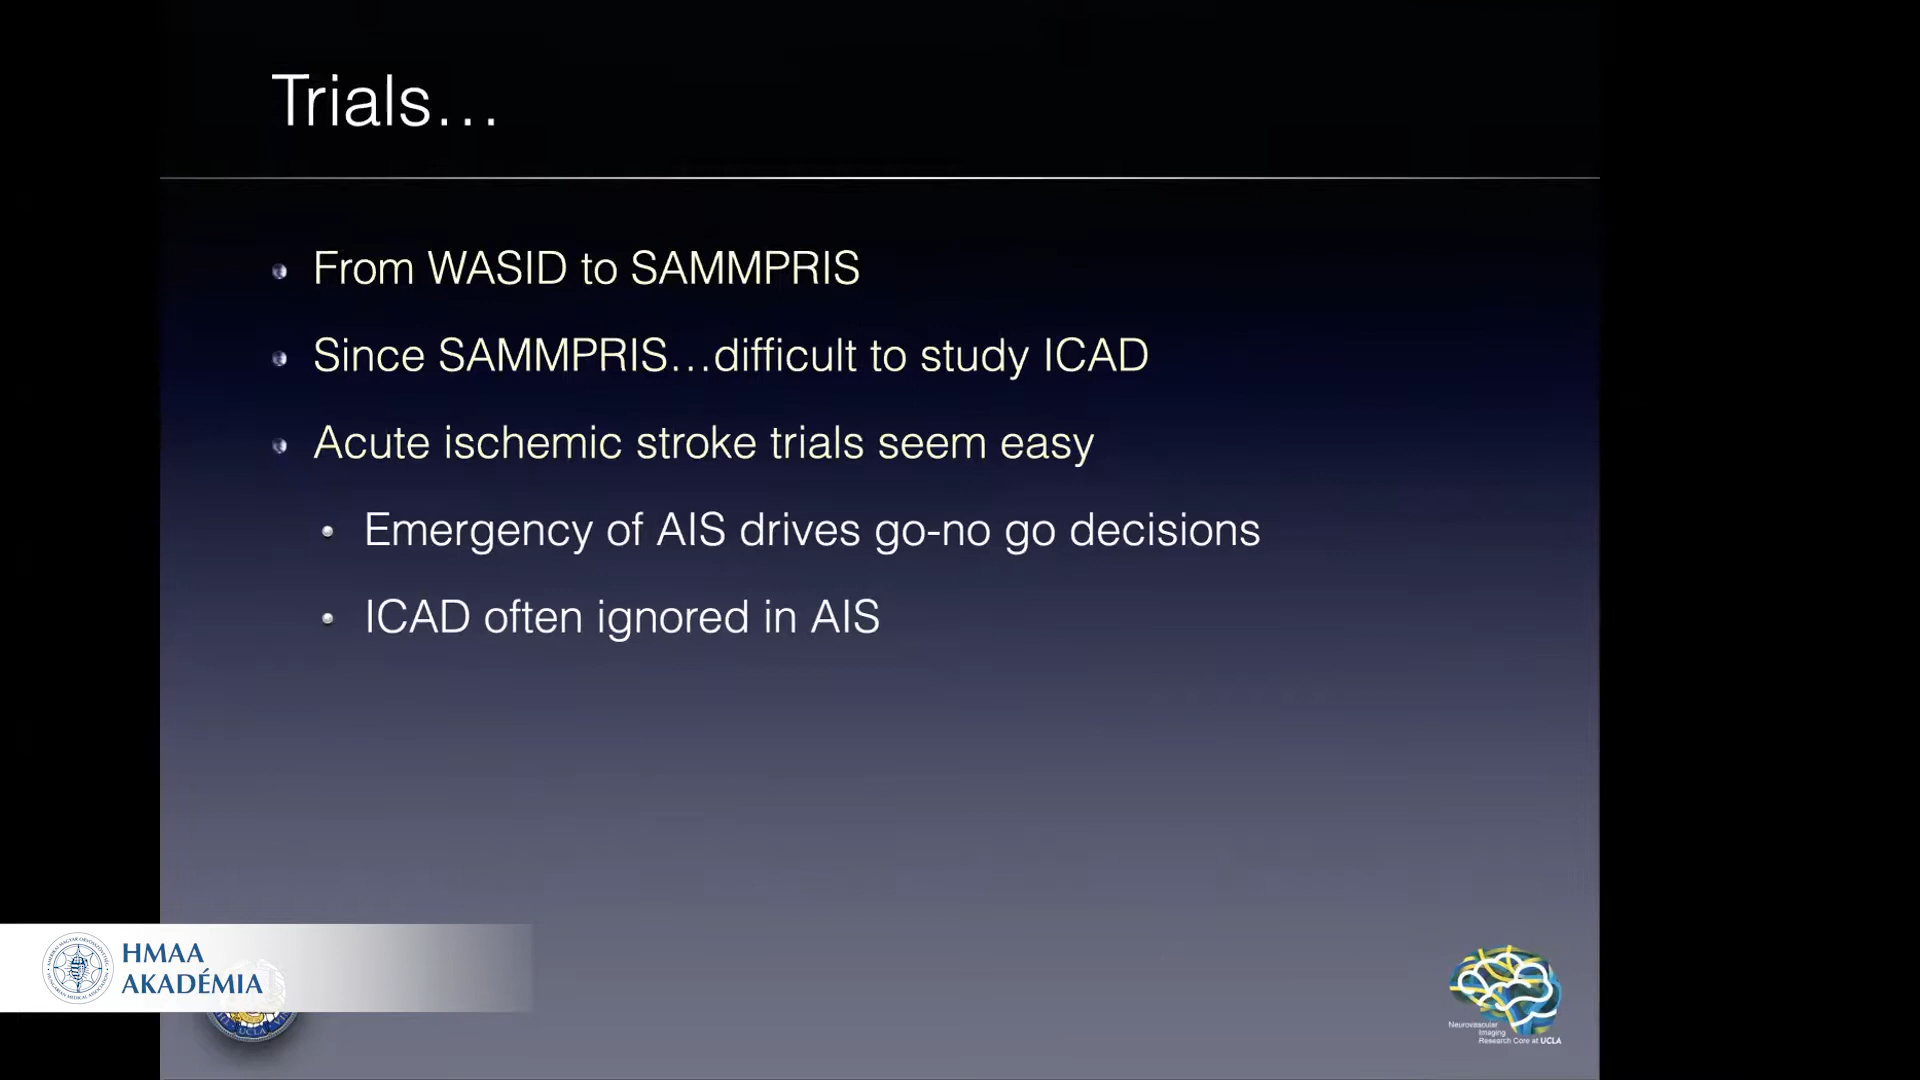 Trials…
From WASID to SAMMPRIS
Since SAMMPRIS…difficult to study ICAD
Acute ischemic stroke trials seem easy
Emergency of AIS drives go-no go decisions
ICAD often ignored in AIS
HMAA
AKADÉMIA
UCLA
Neurovascular
Imaging
Research Core at UCLA